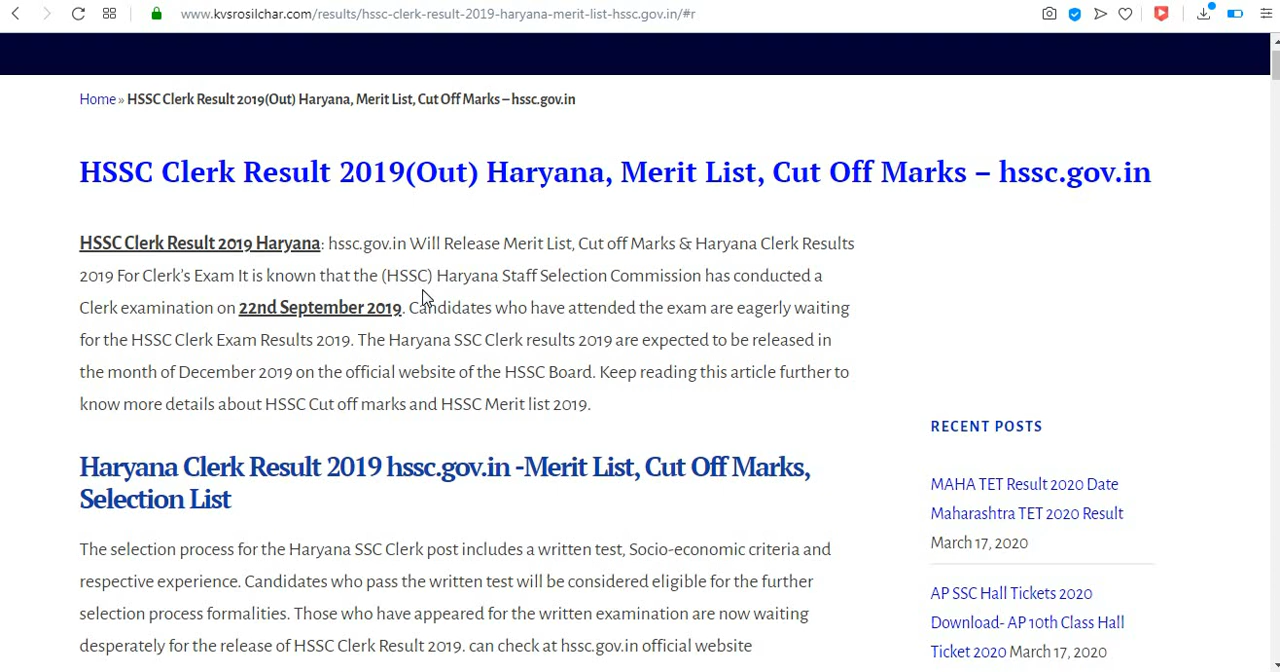 www.kvsrosilchar.com/results/hssc-clerk-result-2019-haryana-merit-list-hssc.gov.in/#r
Home » HSSC Clerk Result 2019(Out) Haryana, Merit List, Cut Off Marks – hssc.gov.in
HSSC Clerk Result 2019(Out) Haryana, Merit List, Cut Off Marks – hssc.gov.in
HSSC Clerk Result 2019 Haryana: hssc.gov.in Will Release Merit List, Cut off Marks & Haryana Clerk Results
2019 For Clerk's Exam It is known that the (HSSC) Haryana Staff Selection Commission has conducted a
Clerk examination on 22nd September 2019. Candidates who have attended the exam are eagerly waiting
for the HSSC Clerk Exam Results 2019. The Haryana SSC Clerk results 2019 are expected to be released in
the month of December 2019 on the official website of the HSSC Board. Keep reading this article further to
know more details about HSSC Cut off marks and HSSC Merit list 2019.
Haryana Clerk Result 2019 hssc.gov.in -Merit List, Cut Off Marks,
Selection List
The selection process for the Haryana SSC Clerk post includes a written test, Socio-economic criteria and
respective experience. Candidates who pass the written test will be considered eligible for the further
selection process formalities. Those who have appeared for the written examination are now waiting
desperately for the release of HSSC Clerk Result 2019. can check at hssc.gov.in official website
RECENT POSTS
MAHA TET Result 2020 Date
Maharashtra TET 2020 Result
March 17, 2020
AP SSC Hall Tickets 2020
Download- AP 10th Class Hall
Ticket 2020 March 17, 2020